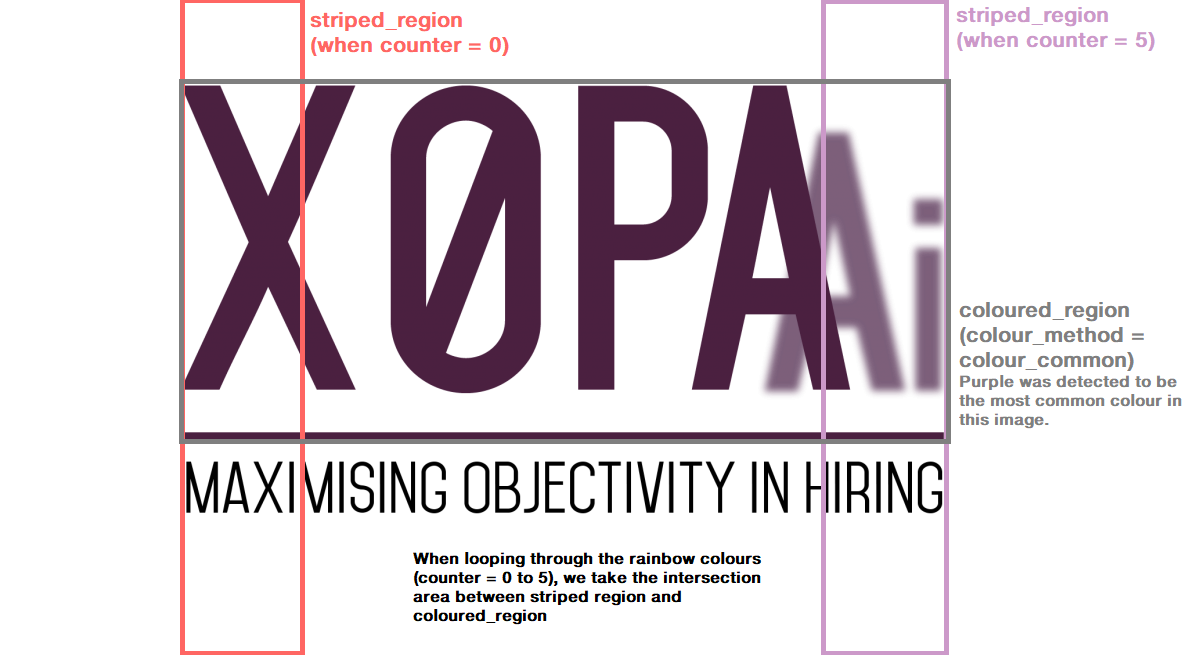 striped_region
(when counter = 0)
striped_region
(when counter = 5)
XØPA
Ai
coloured_region
(colour_method =
colour_common)
Purple was detected to be
the most common colour in
this image.
MAXIMISING OBJECTIVITY IN HIRING
When looping through the rainbow colours
(counter = 0 to 5), we take the intersection
area between striped region and
coloured_region